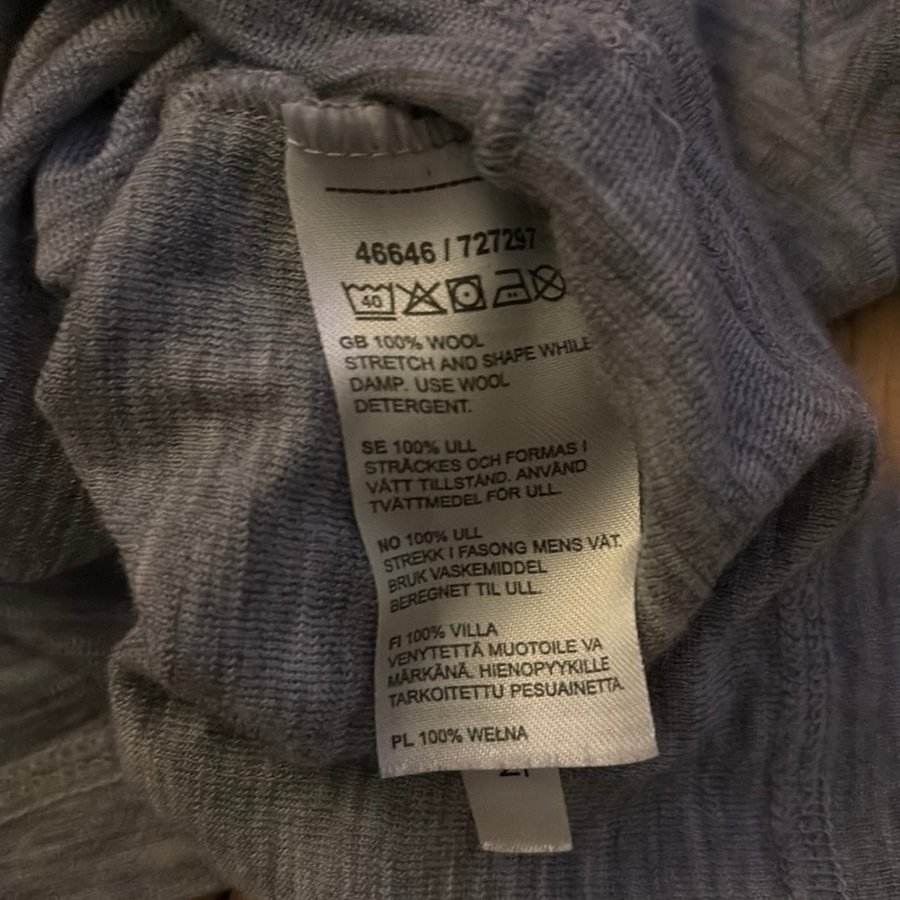 46646 / 727297
40
GB 100% WOOL
STRETCH AND SHAPE WHILE
DAMP. USE WOOL
DETERGENT.
SE 100% ULL
STRÄCKES OCH FORMAS I
VÅTT TILLSTÅND. ANVÄND
TVÄTTMEDEL FÖR ULL.
NO 100% ULL
STREKK I FASONG MENS VÅT.
BRUK VASKEMIDDEL
BEREGNET TIL ULL.
FI 100% VILLA
VENYTETTÄ MUOTOILE VA
MÄRKÄNÄ. HIENOPYYKILLE
TARKOITETTU PESUAINETTA
PL 100% WEŁNA